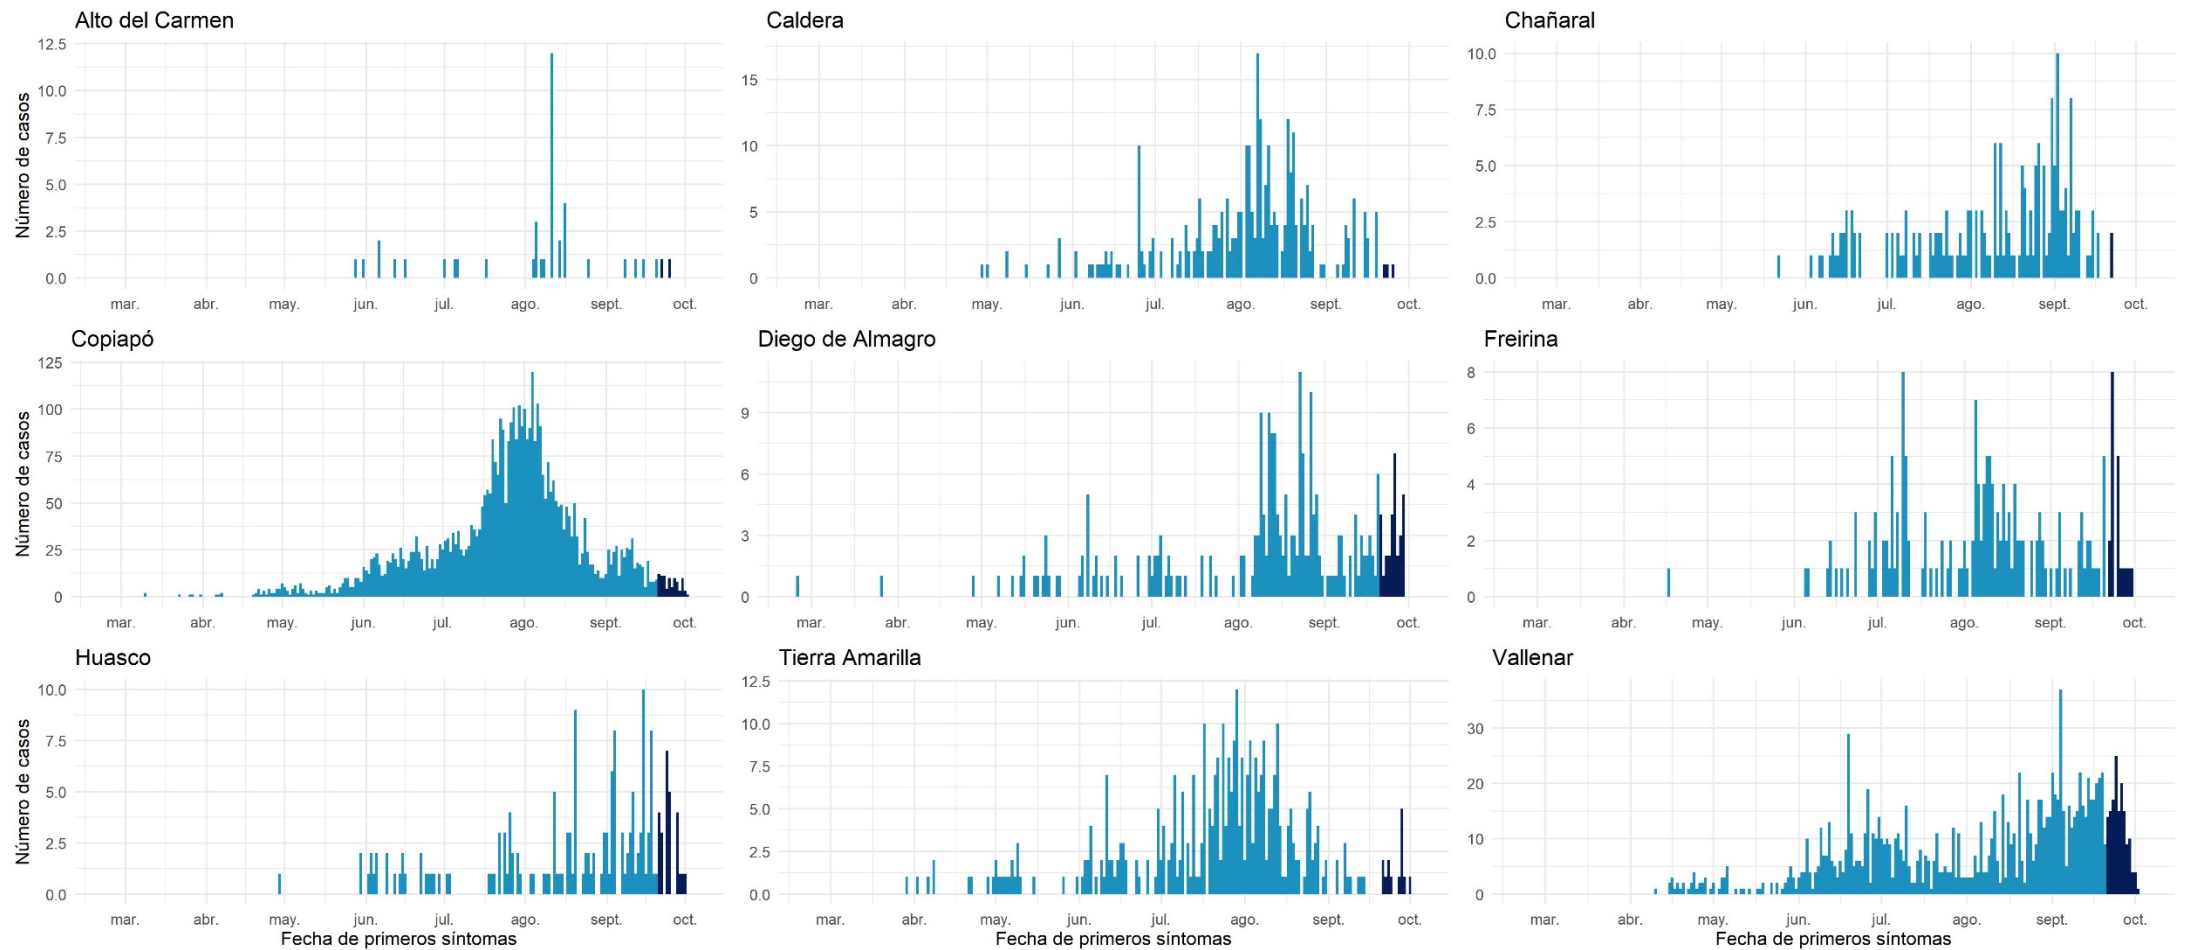 Alto del Carmen
Número de casos
12.5
10.0
7.5
5.0
2.5
0.0
mar. abr. may. jun. jul. ago. sept. oct.
Caldera
15
10
5
0
mar. abr. may. jun. jul. ago. sept. oct.
Chañaral
10.0
7.5
5.0
2.5
0.0
mar. abr. may. jun. jul. ago. sept. oct.
Copiapó
Número de casos
125
100
75
50
25
0
mar. abr. may. jun. jul. ago. sept. oct.
Diego de Almagro
9
6
3
0
mar. abr. may. jun. jul. ago. sept. oct.
Freirina
8
6
4
2
0
mar. abr. may. jun. jul. ago. sept. oct.
Huasco
Número de casos
10.0
7.5
5.0
2.5
0.0
mar. abr. may. jun. jul. ago. sept. oct.
Fecha de primeros síntomas
Tierra Amarilla
12.5
10.0
7.5
5.0
2.5
0.0
mar. abr. may. jun. jul. ago. sept. oct.
Fecha de primeros síntomas
Vallenar
30
20
10
0
mar. abr. may. jun. jul. ago. sept. oct.
Fecha de primeros síntomas